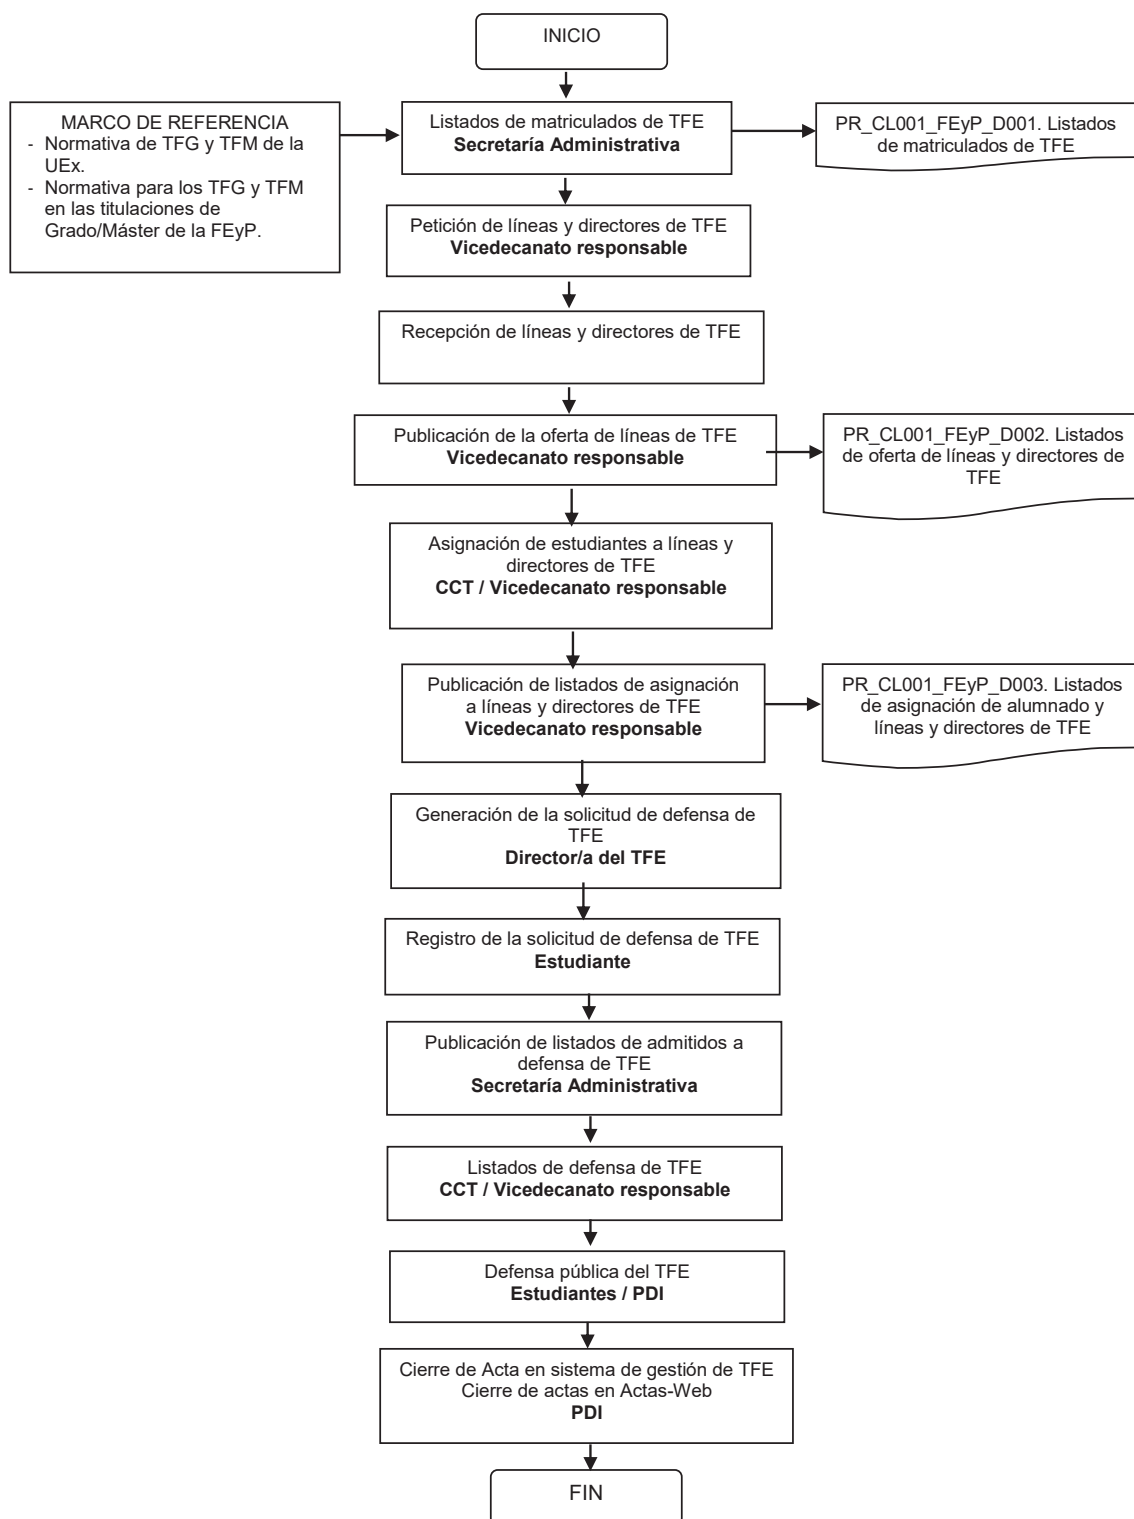 INICIO
MARCO DE REFERENCIA
- Normativa de TFG y TFM de la
UEx.
- Normativa para los TFG y TFM
en las titulaciones de
Grado/Máster de la FEyP.
Listados de matriculados de TFE
Secretaría Administrativa
PR_CL001_FEyP_D001. Listados
de matriculados de TFE
Petición de líneas y directores de TFE
Vicedecanato responsable
Recepción de líneas y directores de TFE
Publicación de la oferta de líneas de TFE
Vicedecanato responsable
PR_CL001_FEyP_D002. Listados
de oferta de líneas y directores de
TFE
Asignación de estudiantes a líneas y
directores de TFE
CCT / Vicedecanato responsable
Publicación de listados de asignación
a líneas y directores de TFE
Vicedecanato responsable
PR_CL001_FEyP_D003. Listados
de asignación de alumnado y
líneas y directores de TFE
Generación de la solicitud de defensa de
TFE
Director/a del TFE
Registro de la solicitud de defensa de TFE
Estudiante
Publicación de listados de admitidos a
defensa de TFE
Secretaría Administrativa
Listados de defensa de TFE
CCT / Vicedecanato responsable
Defensa pública del TFE
Estudiantes / PDI
Cierre de Acta en sistema de gestión de TFE
Cierre de actas en Actas-Web
PDI
FIN